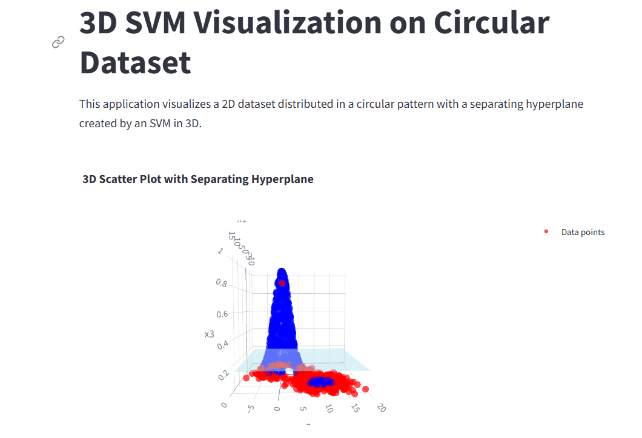 3D SVM Visualization on Circular
Dataset
This application visualizes a 2D dataset distributed in a circular pattern with a separating hyperplane
created by an SVM in 3D.
3D Scatter Plot with Separating Hyperplane
Data points
1
0.8
0.6
x3
0.4
0.2
0
-5
0
5
10
15
20